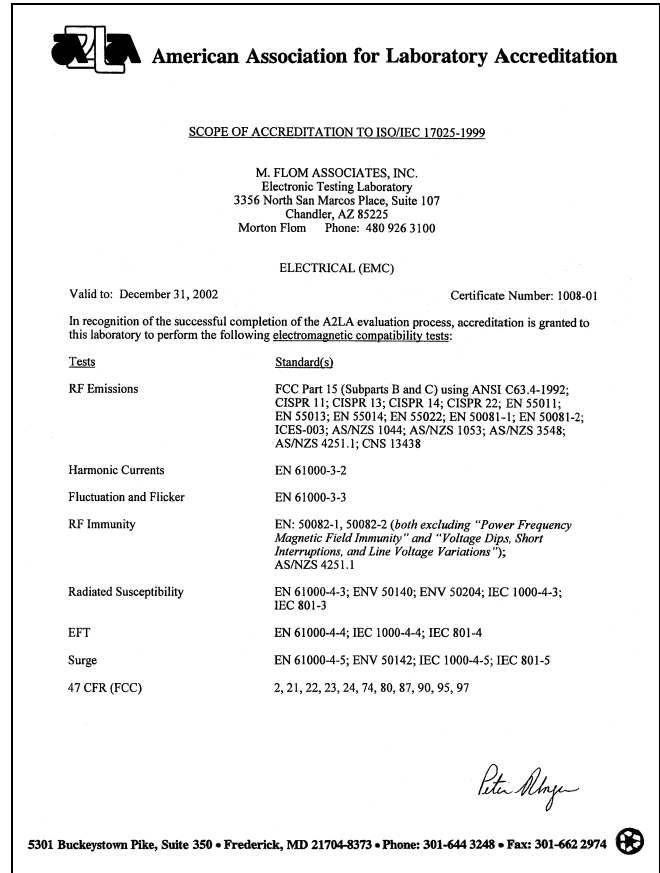 A2LA American Association for Laboratory Accreditation
SCOPE OF ACCREDITATION TO ISO/IEC 17025-1999
M. FLOM ASSOCIATES, INC.
Electronic Testing Laboratory
3356 North San Marcos Place, Suite 107
Chandler, AZ 85225
Morton Flom Phone: 480 926 3100
ELECTRICAL (EMC)
Valid to: December 31, 2002 Certificate Number: 1008-01
In recognition of the successful completion of the A2LA evaluation process, accreditation is granted to
this laboratory to perform the following electromagnetic compatibility tests:
Tests Standard(s)
RF Emissions FCC Part 15 (Subparts B and C) using ANSI C63.4-1992;
CISPR 11; CISPR 13; CISPR 14; CISPR 22; EN 55011;
EN 55013; EN 55014; EN 55022; EN 50081-1; EN 50081-2;
ICES-003; AS/NZS 1044; AS/NZS 1053; AS/NZS 3548;
AS/NZS 4251.1; CNS 13438
Harmonic Currents EN 61000-3-2
Fluctuation and Flicker EN 61000-3-3
RF Immunity EN: 50082-1, 50082-2 (both excluding “Power Frequency
Magnetic Field Immunity” and “Voltage Dips, Short
Interruptions, and Line Voltage Variations”);
AS/NZS 4251.1
Radiated Susceptibility EN 61000-4-3; ENV 50140; ENV 50204; IEC 1000-4-3;
IEC 801-3
EFT EN 61000-4-4; IEC 1000-4-4; IEC 801-4
Surge EN 61000-4-5; ENV 50142; IEC 1000-4-5; IEC 801-5
47 CFR (FCC) 2, 21, 22, 23, 24, 74, 80, 87, 90, 95, 97
Peter
5301 Buckeystown Pike, Suite 350 • Frederick, MD 21704-8373 • Phone: 301-644 3248 • Fax: 301-662 2974